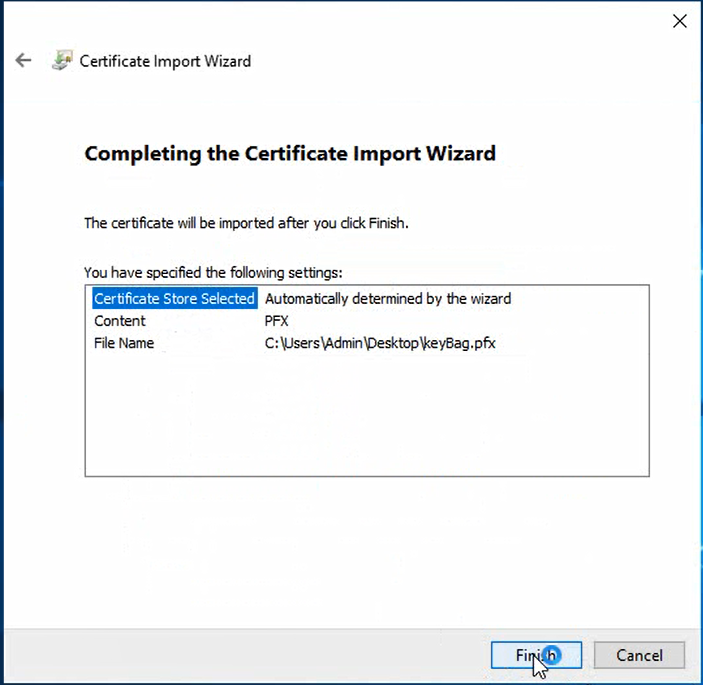 Certificate Import Wizard
Completing the Certificate Import Wizard
The certificate will be imported after you click Finish.
You have specified the following settings:
Certificate Store Selected Automatically determined by the wizard
Content PFX
File Name C:\Users\Admin\Desktop\keyBag.pfx
Finish Cancel